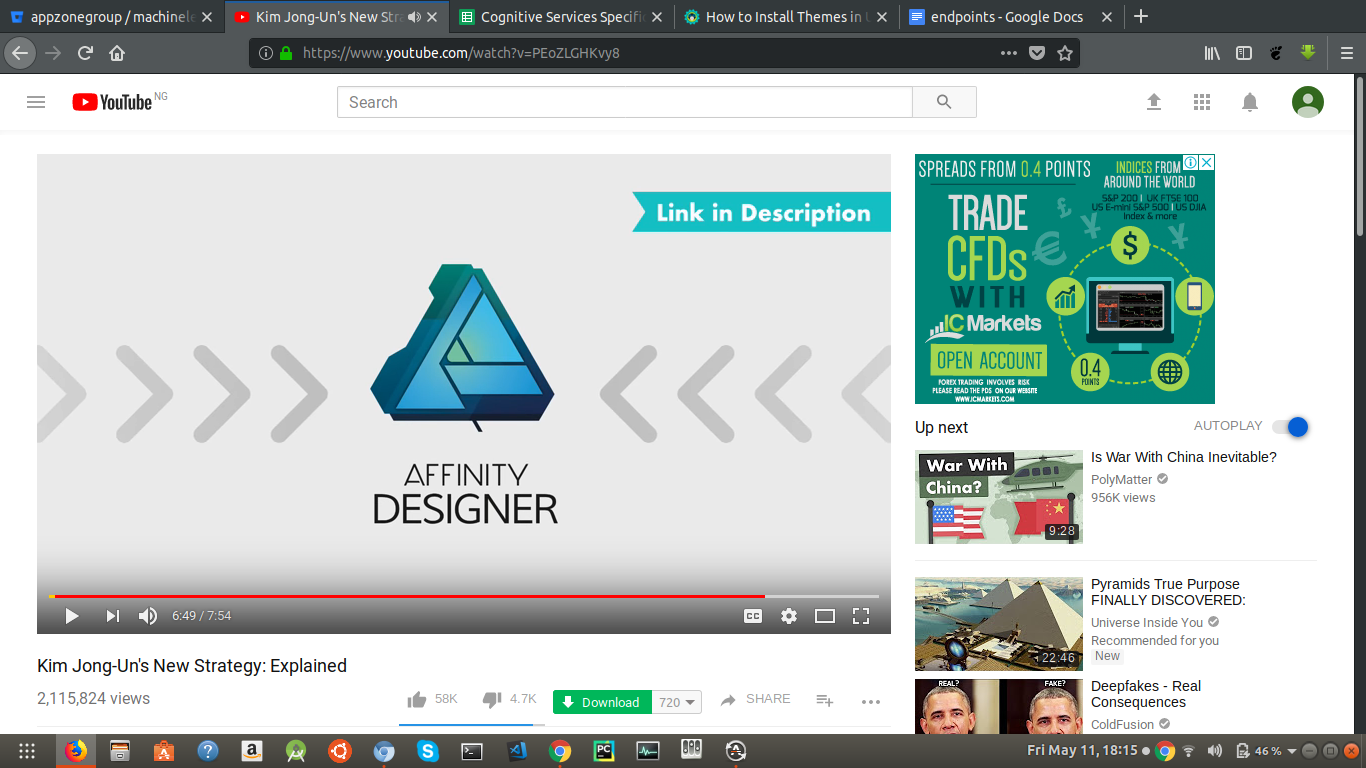 appzonegroup / machinele
Kim Jong-Un's New Stra
Cognitive Services Specifi
How to Install Themes in U
endpoints - Google Docs
https://www.youtube.com/watch?v=PEoZLGHKvy8
YouTube NG
Search
Link in Description
AFFINITY
DESIGNER
6:49 / 7:54
CC
Kim Jong-Un's New Strategy: Explained
2,115,824 views
58K
4.7K
Download
720
SHARE
SPREADS FROM 0.4 POINTS
INDICES FROM
AROUND THE WORLD
S&P 200 | UK FTSE 100
US E-mini S&P 500 | US DJIA
Index & more
TRADE
CFDs
WITH
IC Markets
OPEN ACCOUNT
FOREX TRADING INVOLVES RISK
PLEASE READ THE PDS ON OUR WEBSITE
WWW.ICMARKETS.COM
0.4
POINTS
Up next
AUTOPLAY
War With
China?
9:28
Is War With China Inevitable?
PolyMatter
956K views
22:46
Pyramids True Purpose
FINALLY DISCOVERED:
Universe Inside You
Recommended for you
New
REAL?
FAKE?
Deepfakes - Real
Consequences
ColdFusion
PC
Fri May 11, 18:15
46 %